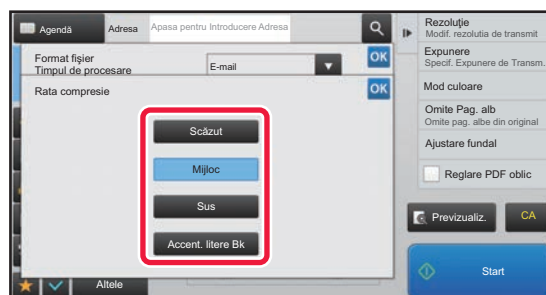 Agendă
Adresa
Apasa pentru Introducere Adresa
Format fişier
Timpul de procesare
E-mail
OK
Rata compresie
OK
Scăzut
Mijloc
Sus
Accent. litere Bk
Altele
Rezoluţie
Modif. rezolutia de transmit
Expunere
Specif. Expunere de Transm.
Mod culoare
Omite Pag. alb
Omite pag. albe din original
Ajustare fundal
Reglare PDF oblic
Previzualiz.
CA
Start